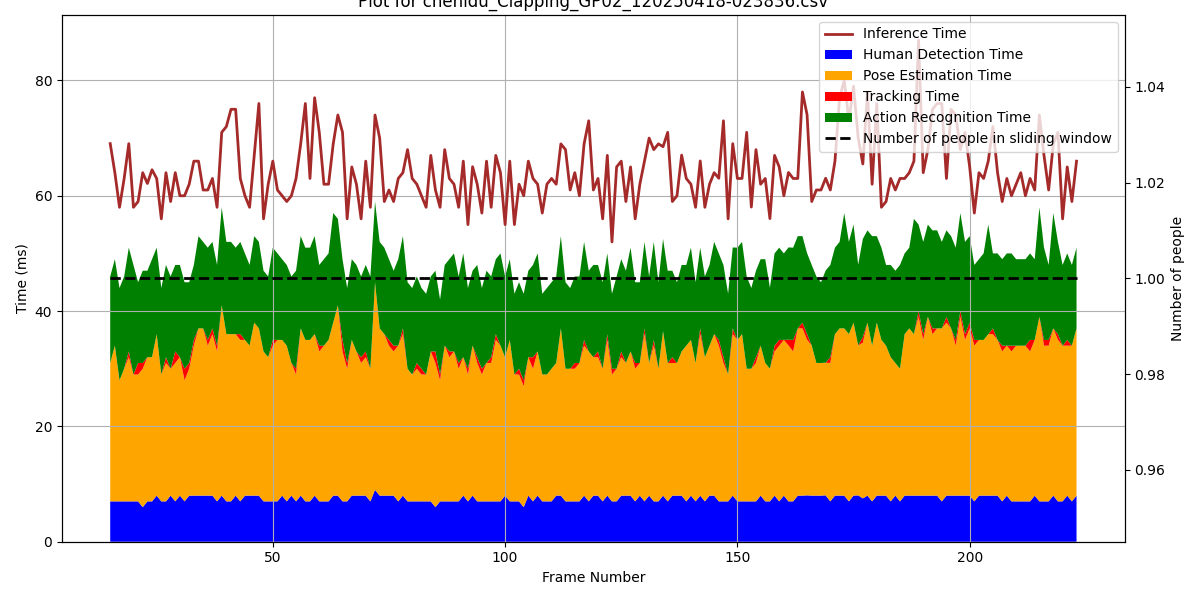 Plot for chenidu_Clapping_GP02_120250418-023836.csv
Inference Time
Human Detection Time
Pose Estimation Time
Tracking Time
Action Recognition Time
Number of people in sliding window
Time (ms)
80
60
40
20
0
50
100
150
200
Frame Number
1.04
1.02
1.00
0.98
0.96
Number of people